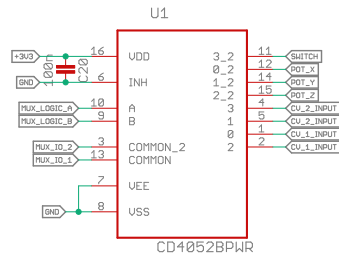 U1
+3V3 16 VDD 3_2 11 SWITCH
100n C20 0_2 12 POT_X
GND 6 INH 1_2 14 POT_Y
2_2 15 POT_Z
MUX_LOGIC_A 10 A 3 4 CV_2_INPUT
MUX_LOGIC_B 9 B 1 5 CV_2_INPUT
0 1 CV_1_INPUT
MUX_IO_2 3 COMMON_2 2 2 CV_1_INPUT
MUX_IO_1 13 COMMON
7 VEE
GND 8 VSS
CD4052BPWR